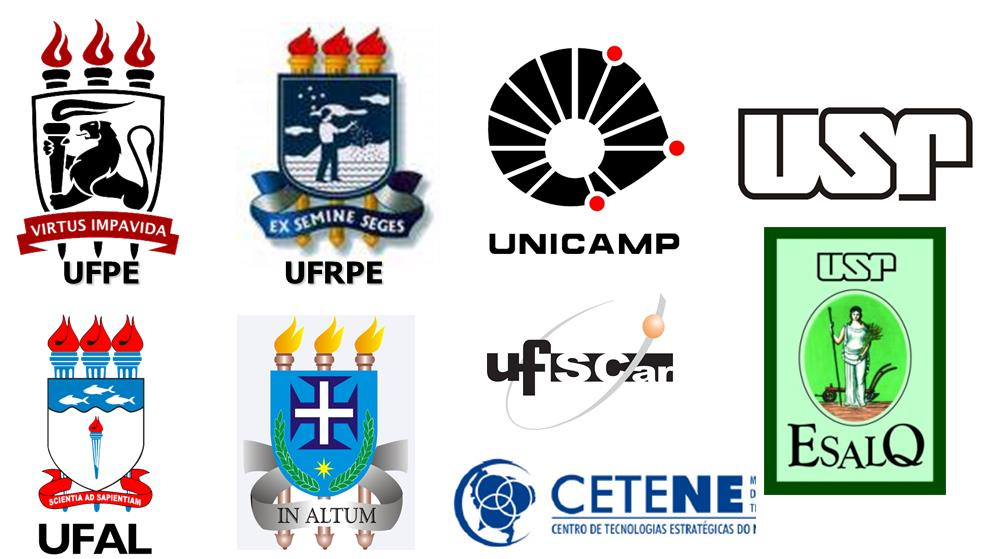 VIRTUS IMPAVIDA
UFPE
EX SEMINE SEGES
UFRPE
UNICAMP
USP
UFAL
SCIENTIA AD SAPIENTIAM
IN ALTUM
ufscar
USP
ESALQ
CETENE
CENTRO DE TECNOLOGIAS ESTRATÉGICAS DO